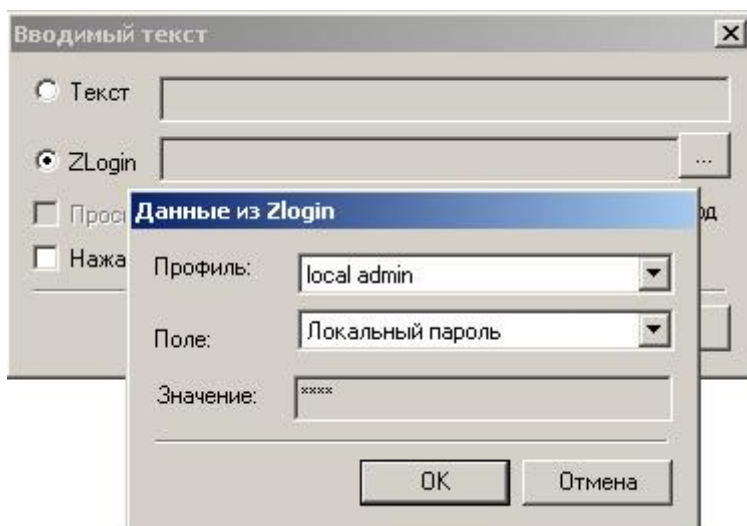 Вводимый текст
Текст
ZLogin ...
Данные из Zlogin
Профиль: local admin
Поле: Локальный пароль
Значение: ****
OK Отмена